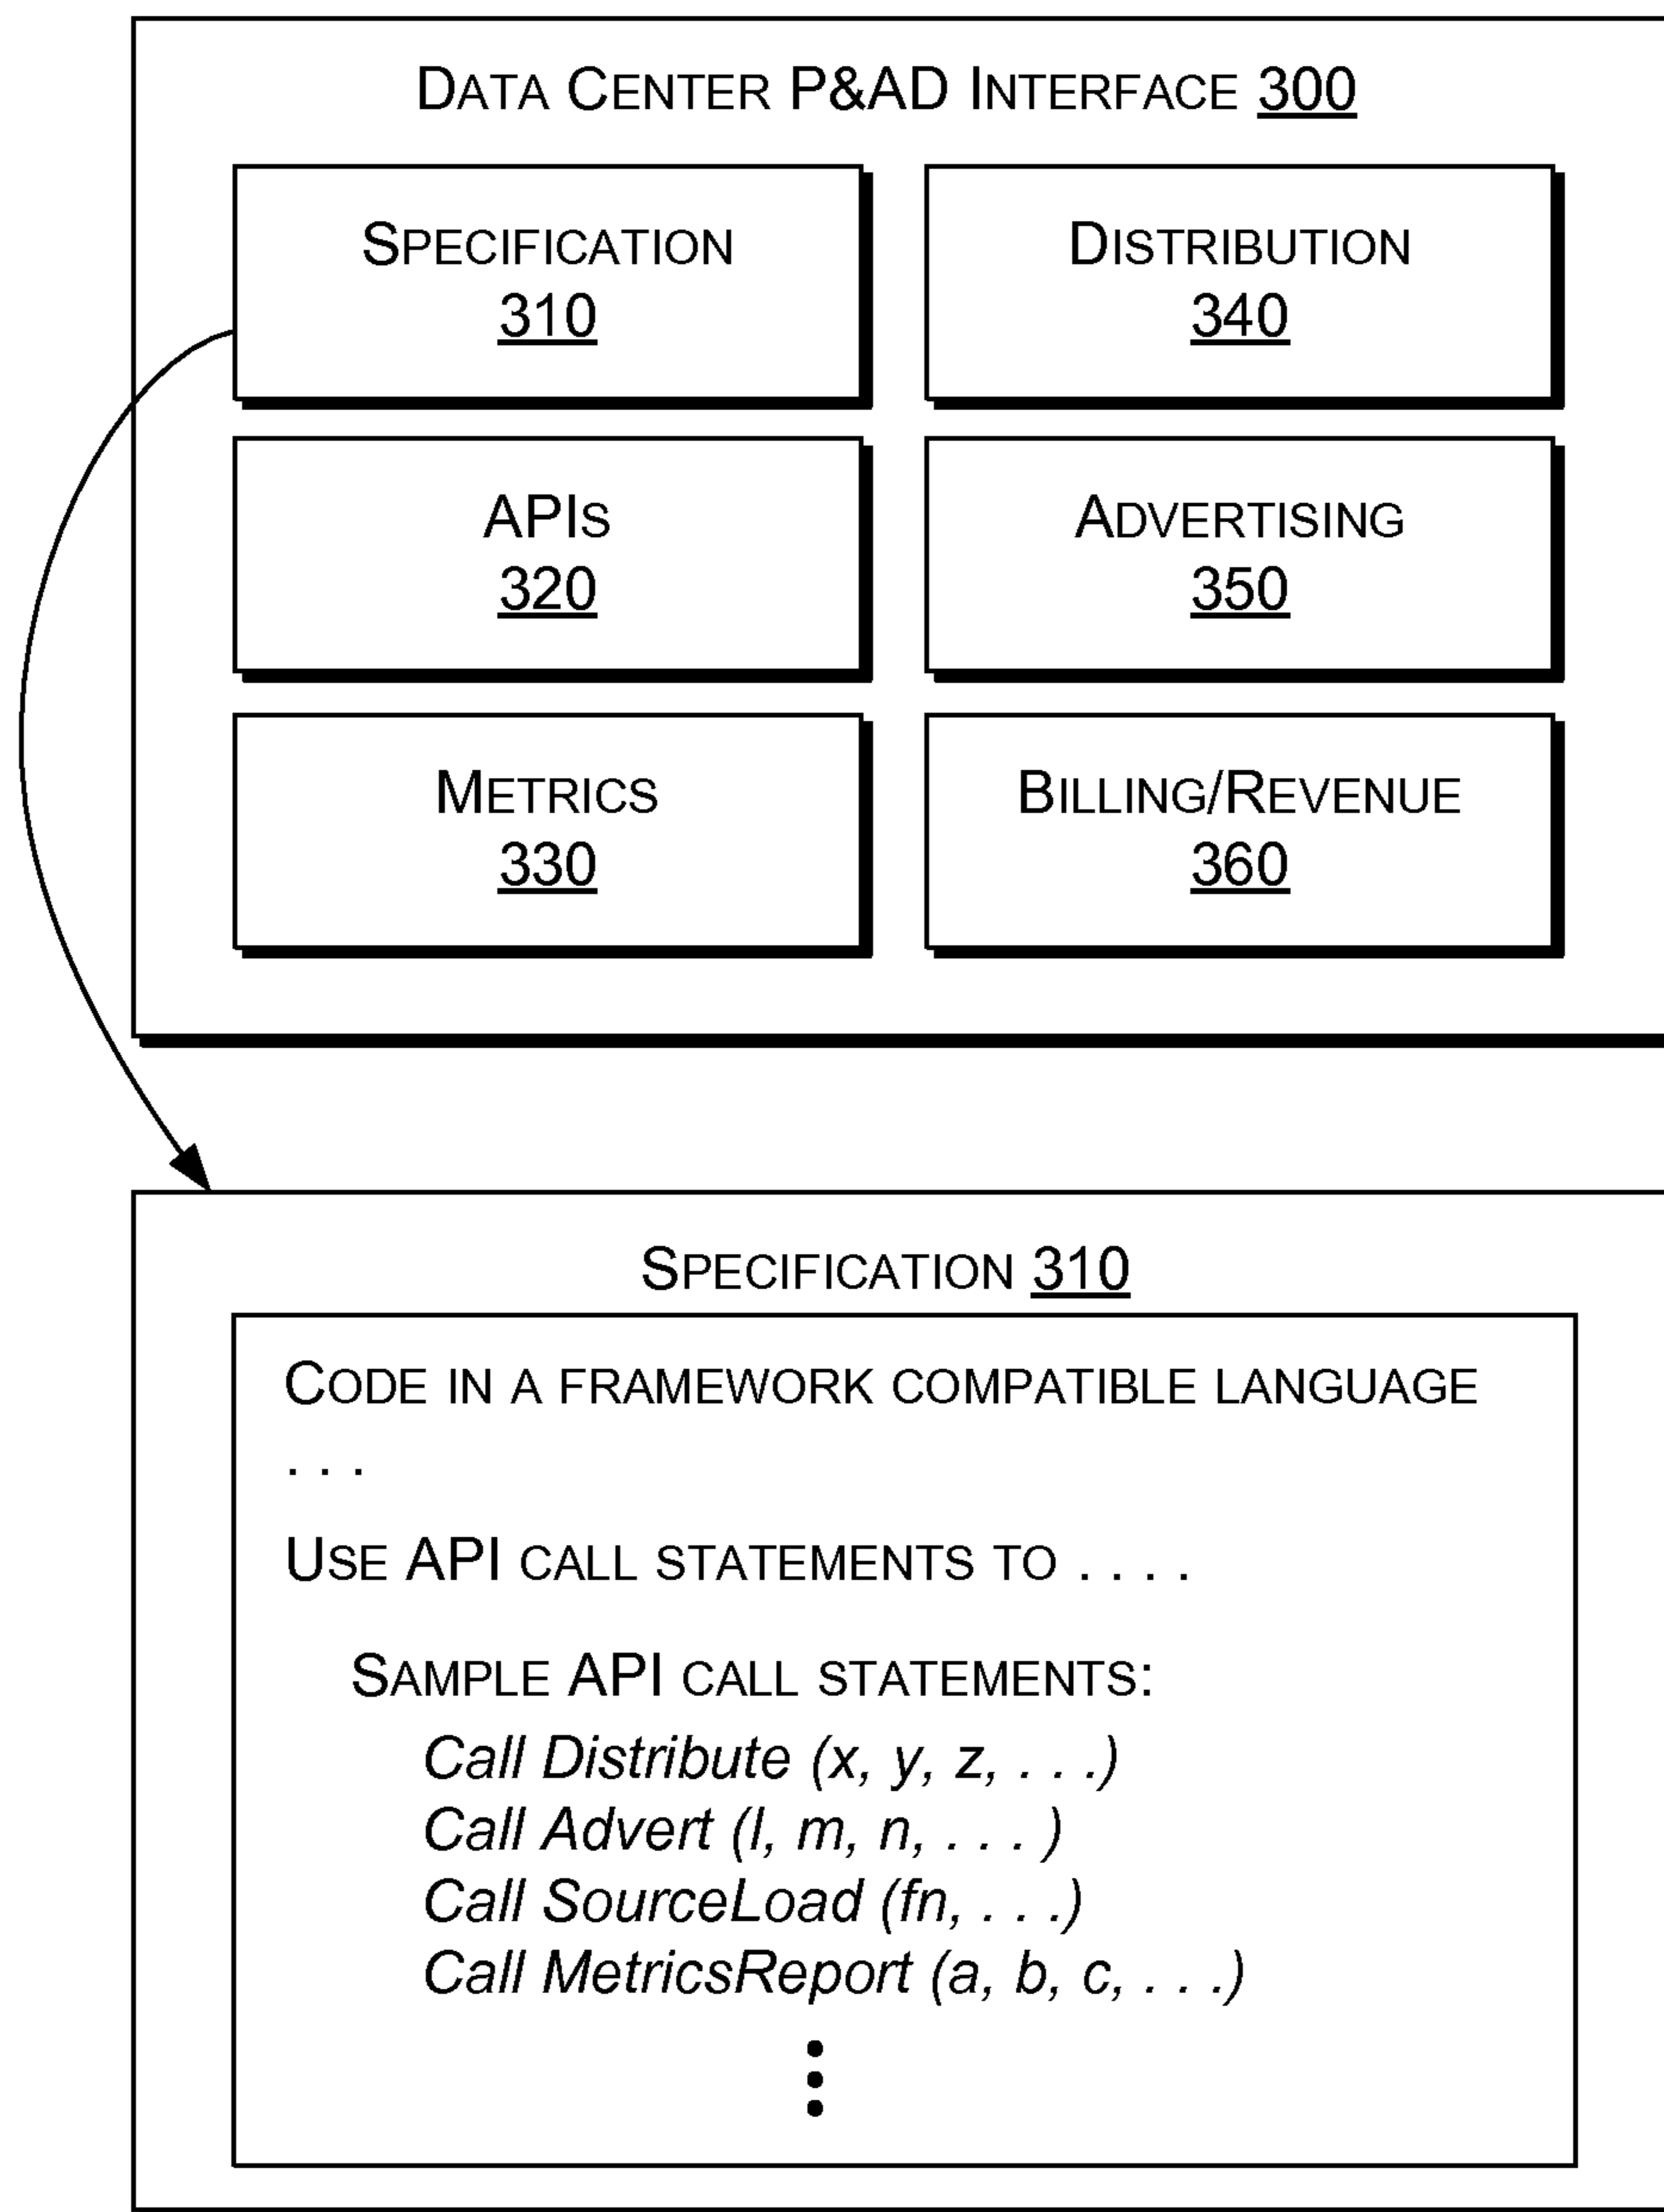 Data Center P&AD Interface 300
Specification
310
Distribution
340
APIs
320
Advertising
350
Metrics
330
Billing/Revenue
360
Specification 310
Code in a framework compatible language
. . .
Use API call statements to . . . .
Sample API call statements:
Call Distribute (x, y, z, . . .)
Call Advert (l, m, n, . . . )
Call SourceLoad (fn, . . .)
Call MetricsReport (a, b, c, . . .)